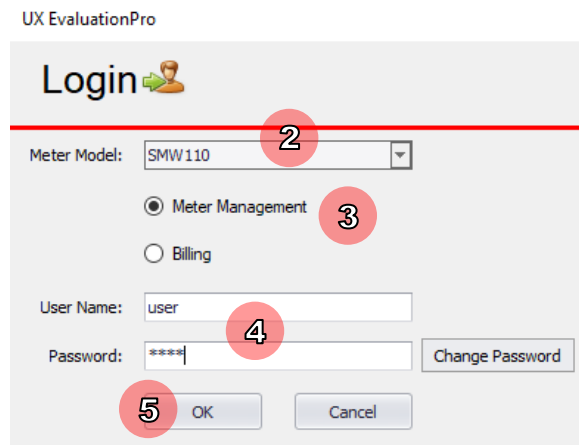 UX EvaluationPro
Login
2
Meter Model: SMW110
Meter Management
3
Billing
User Name: user
4
Password: **** Change Password
5 OK Cancel